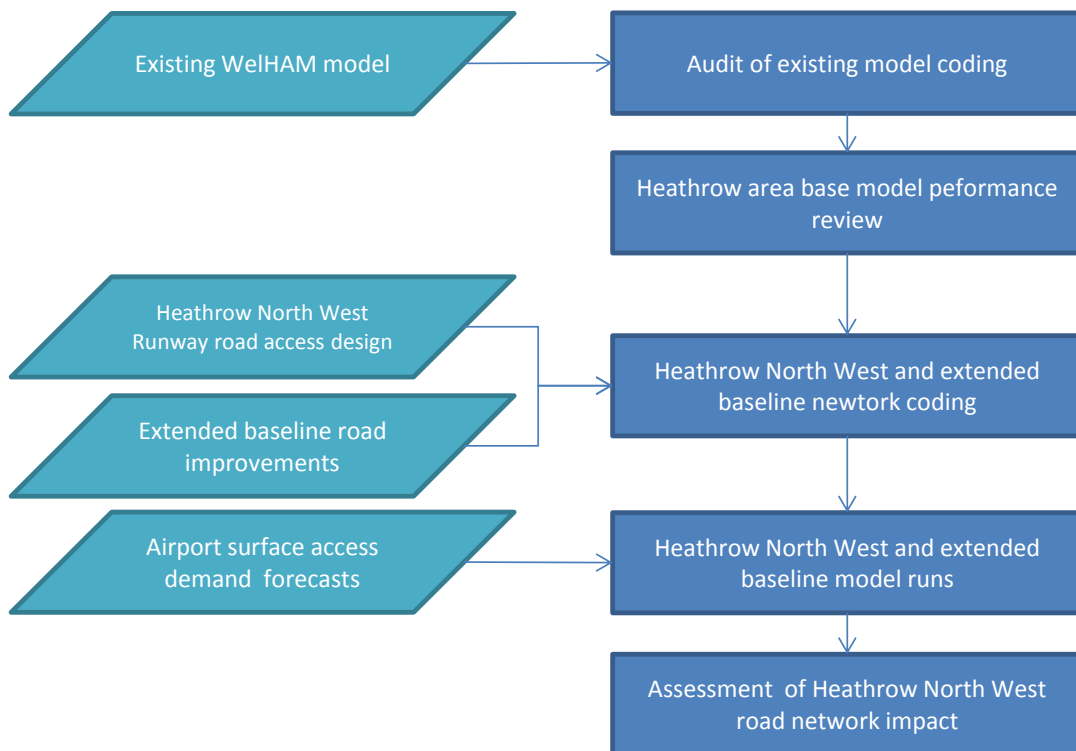 Existing WelHAM model
Audit of existing model coding
Heathrow area base model peformance
review
Heathrow North West
Runway road access design
Extended baseline road
improvements
Heathrow North West and extended
baseline newtork coding
Airport surface access
demand forecasts
Heathrow North West and extended
baseline model runs
Assessment of Heathrow North West
road network impact